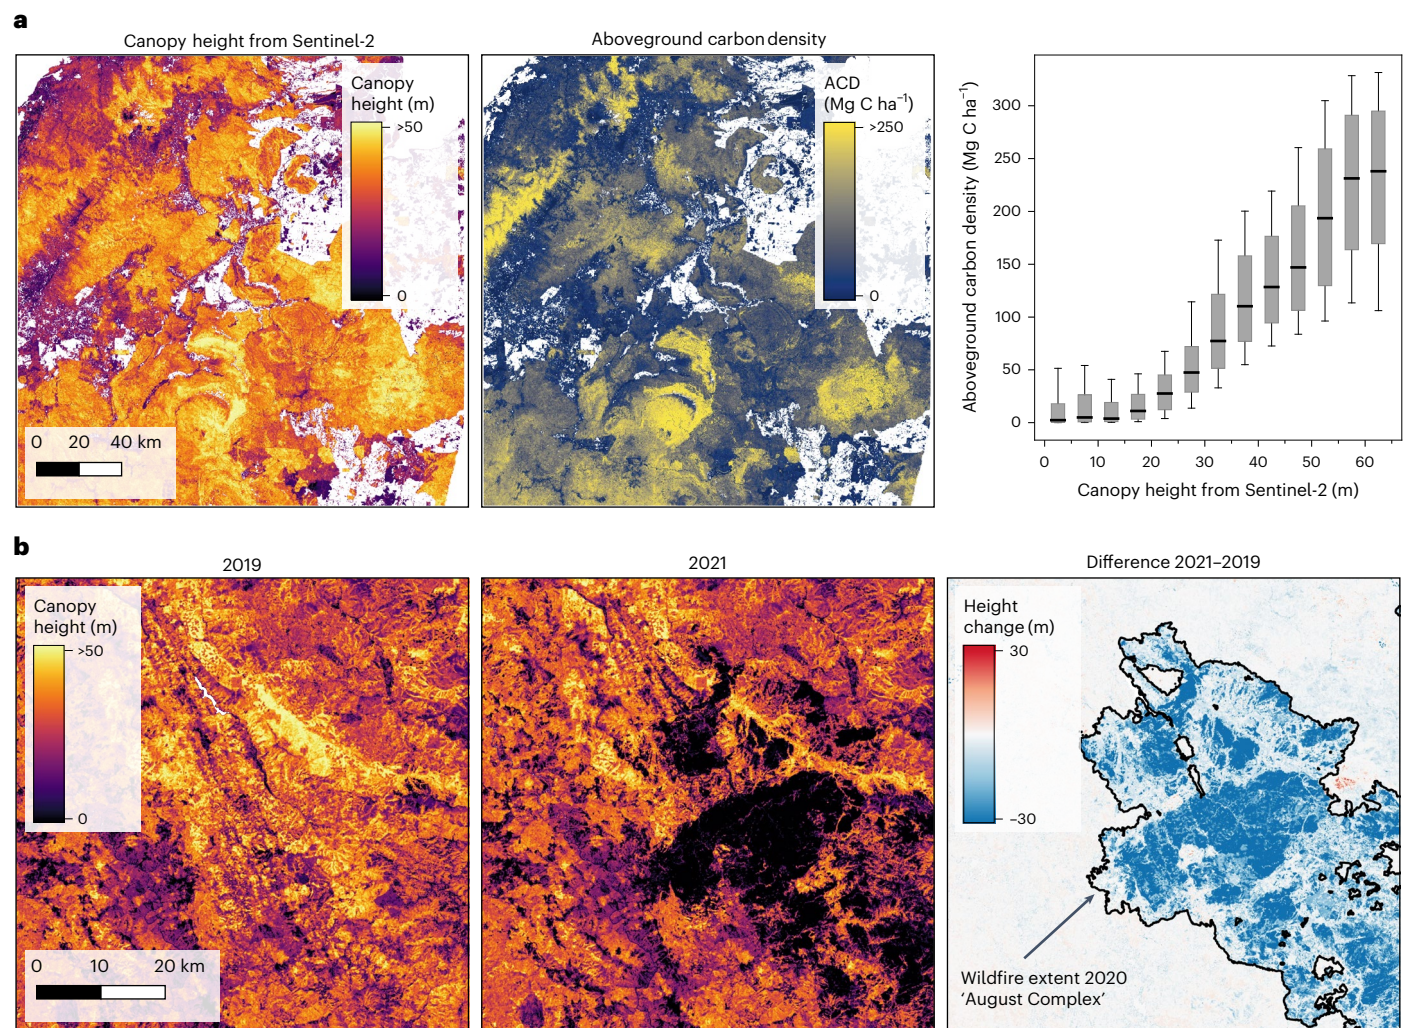 a
Canopy height from Sentinel-2
Canopy
height (m)
>50
0
0 20 40 km
Aboveground carbon density
ACD
(Mg C ha⁻¹)
>250
0
Aboveground carbon density (Mg C ha⁻¹)
300
250
200
150
100
50
0
0 10 20 30 40 50 60
Canopy height from Sentinel-2 (m)
b
2019
Canopy
height (m)
>50
0
0 10 20 km
2021
Difference 2021–2019
Height
change (m)
30
–30
Wildfire extent 2020
‘August Complex’